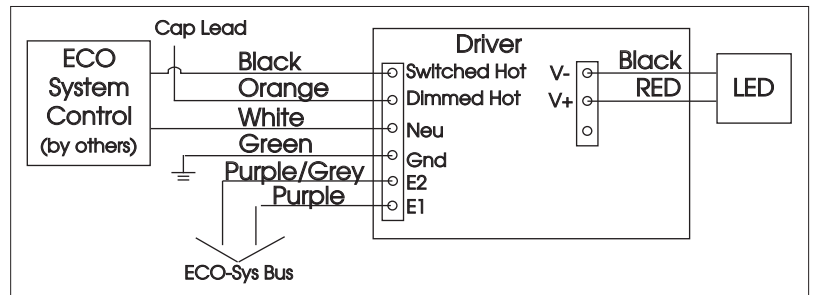 Cap Lead
ECO
System
Control
(by others)
Black
Orange
White
Green
Purple/Grey
Purple
ECO-Sys Bus
Driver
Switched Hot
Dimmed Hot
Neu
Gnd
E2
E1
V-
V+
Black
RED
LED